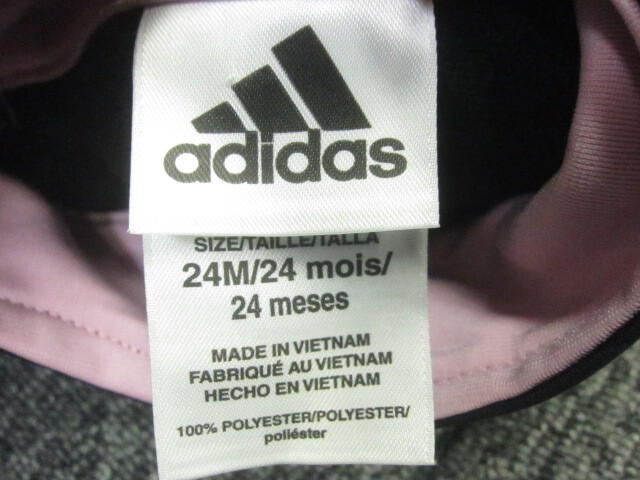 adidas
SIZE/TAILLE/TALLA
24M/24 mois/
24 meses
MADE IN VIETNAM
FABRIQUÉ AU VIETNAM
HECHO EN VIETNAM
100% POLYESTER/POLYESTER/
poliéster